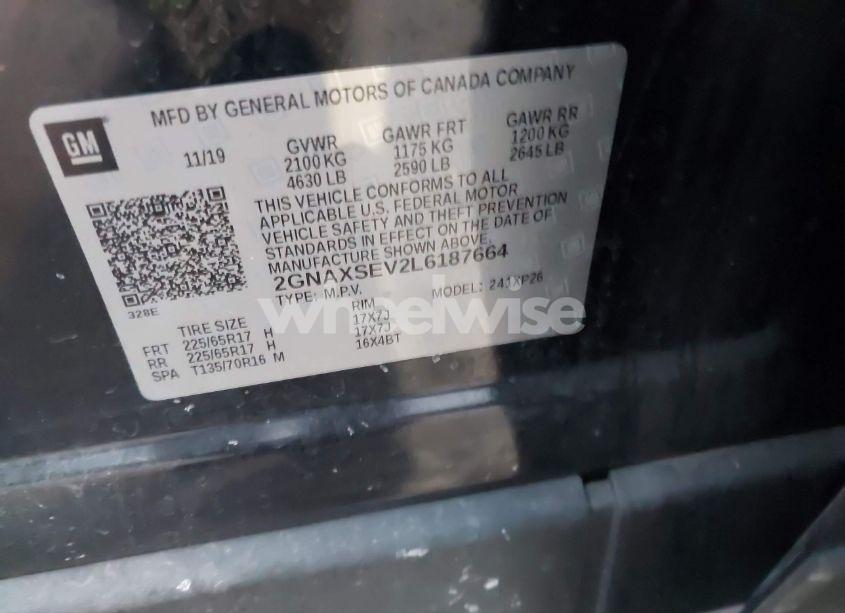 MFD BY GENERAL MOTORS OF CANADA COMPANY
GM
11/19
GVWR
2100 KG
4630 LB
GAWR FRT
1175 KG
2590 LB
GAWR RR
1200 KG
2645 LB
THIS VEHICLE CONFORMS TO ALL
APPLICABLE U.S. FEDERAL MOTOR
VEHICLE SAFETY AND THEFT PREVENTION
STANDARDS IN EFFECT ON THE DATE OF
MANUFACTURE SHOWN ABOVE.
2GNAXSEV2L6187664
TYPE: M.P.V. MODEL:
328E
TIRE SIZE RIM
FRT 225/65R17 H 17X7J
RR 225/65R17 H 17X7J
SPA T135/70R16 M 16X4BT
wheelwise